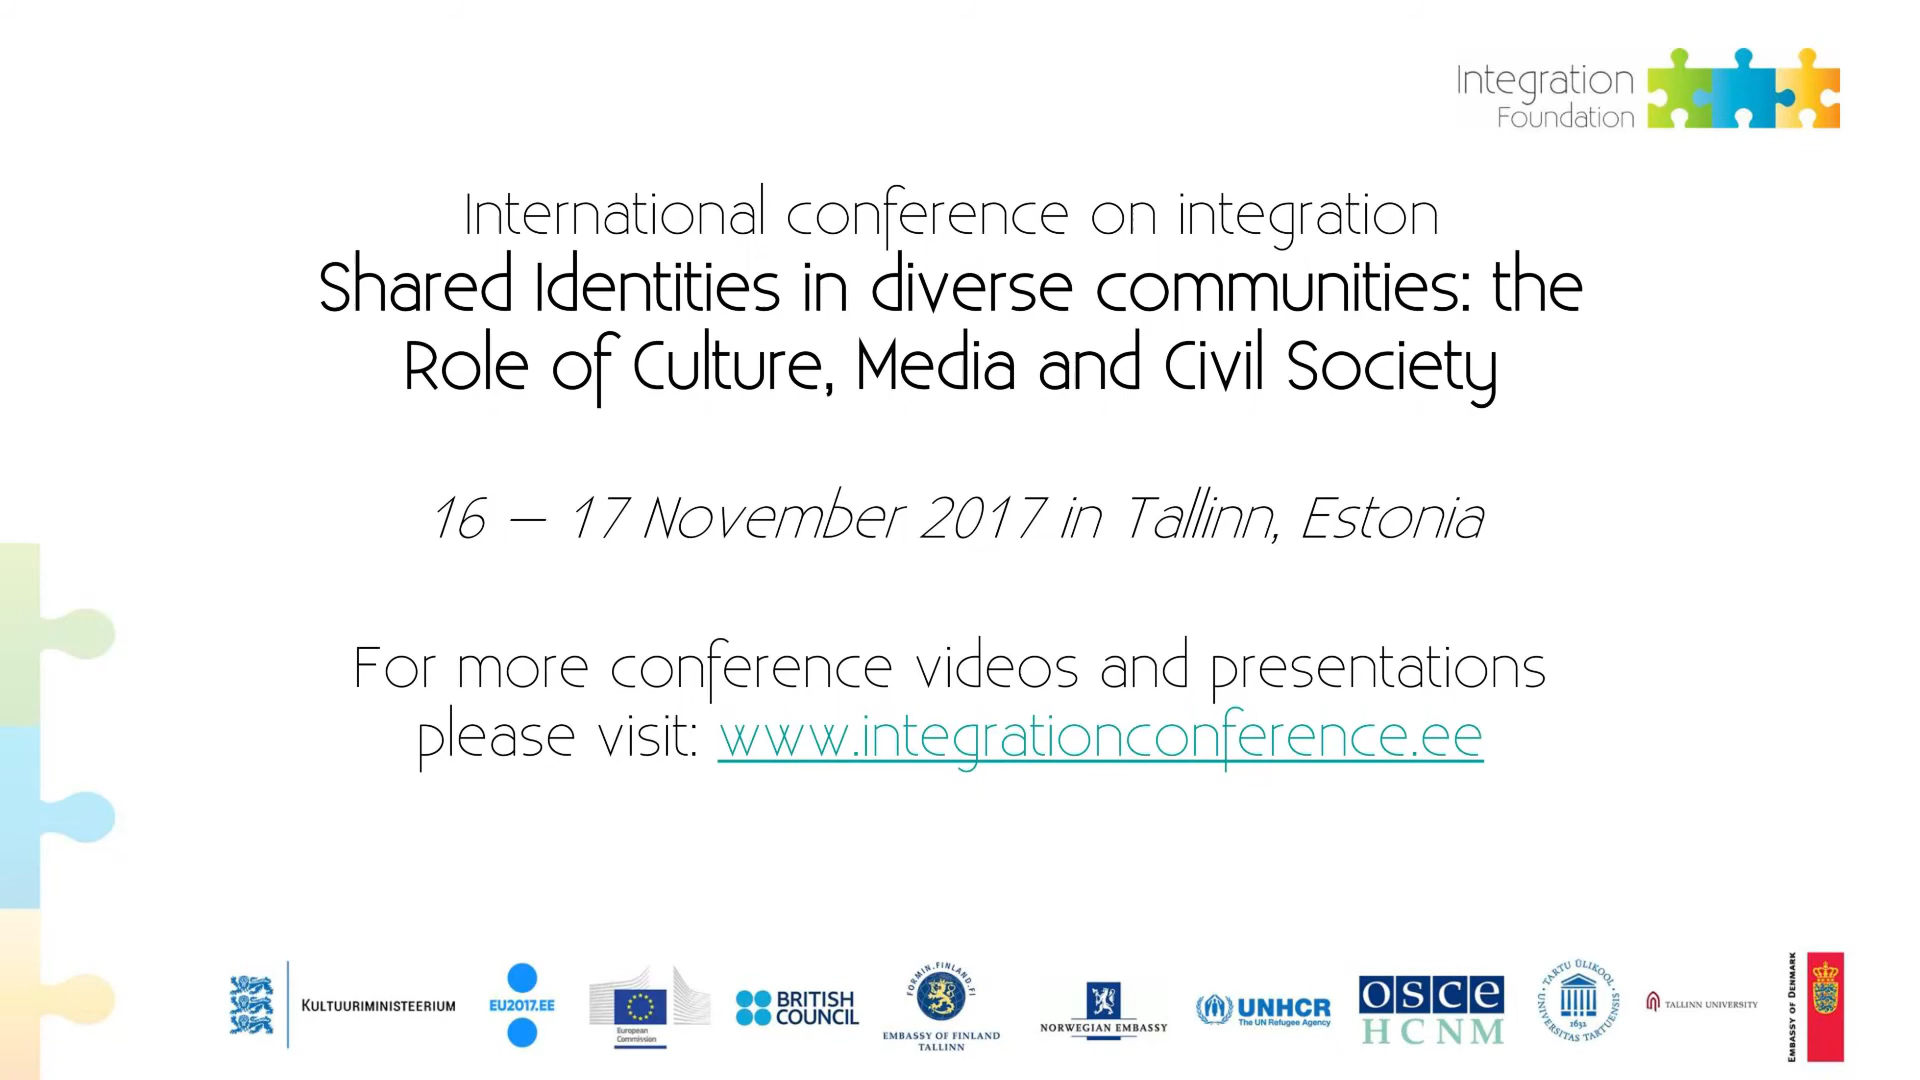 Integration
Foundation
International conference on integration
Shared Identities in diverse communities: the
Role of Culture, Media and Civil Society
16 – 17 November 2017 in Tallinn, Estonia
For more conference videos and presentations
please visit: www.integrationconference.ee
KULTUURIMINISTEERIUM
EU2017.EE
European
Commission
BRITISH
COUNCIL
FORMIN.FINLAND.FI
EMBASSY OF FINLAND
TALLINN
NORWEGIAN EMBASSY
UNHCR
The UN Refugee Agency
OSCE
HCNM
TARTU ÜLIKOOL
UNIVERSITAS TARTUENSIS
1632
TALLINN UNIVERSITY
EMBASSY OF DENMARK